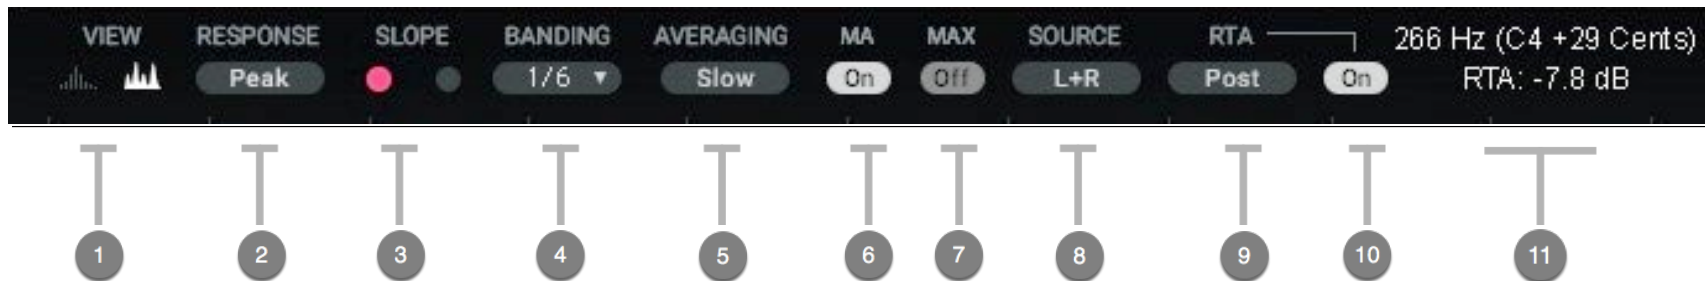 VIEW RESPONSE SLOPE BANDING AVERAGING MA MAX SOURCE RTA 266 Hz (C4 +29 Cents)
Peak 1/6 Slow On Off L+R Post On RTA: -7.8 dB
1 2 3 4 5 6 7 8 9 10 11